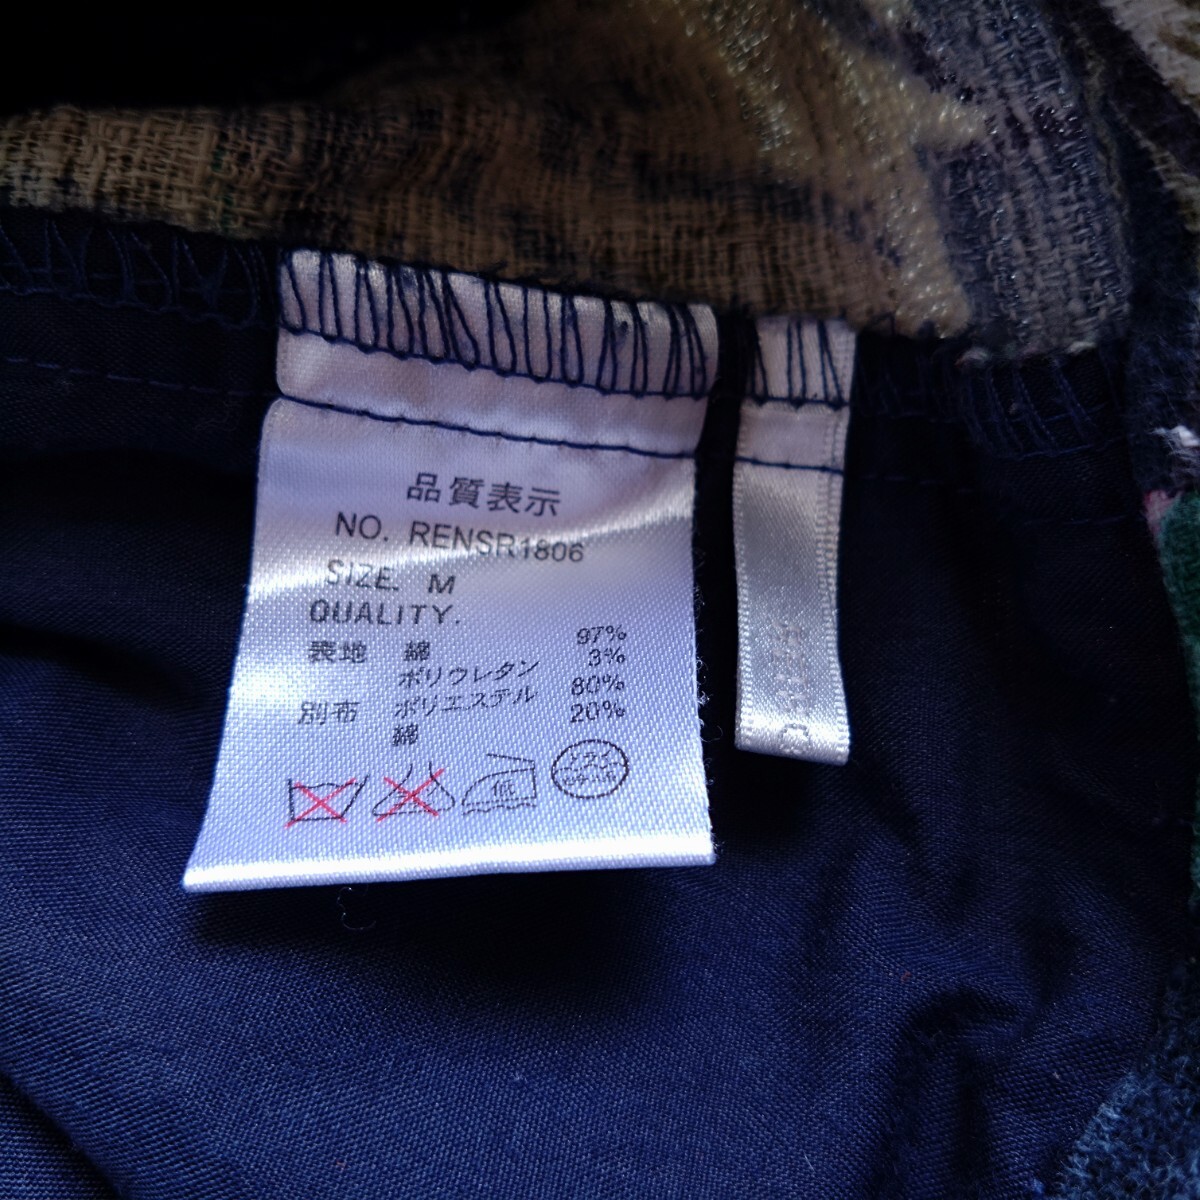 品質表示
NO. RENSR1806
SIZE. M
QUALITY.
表地 綿 97%
ポリウレタン 3%
別布 ポリエステル 80%
綿 20%
低